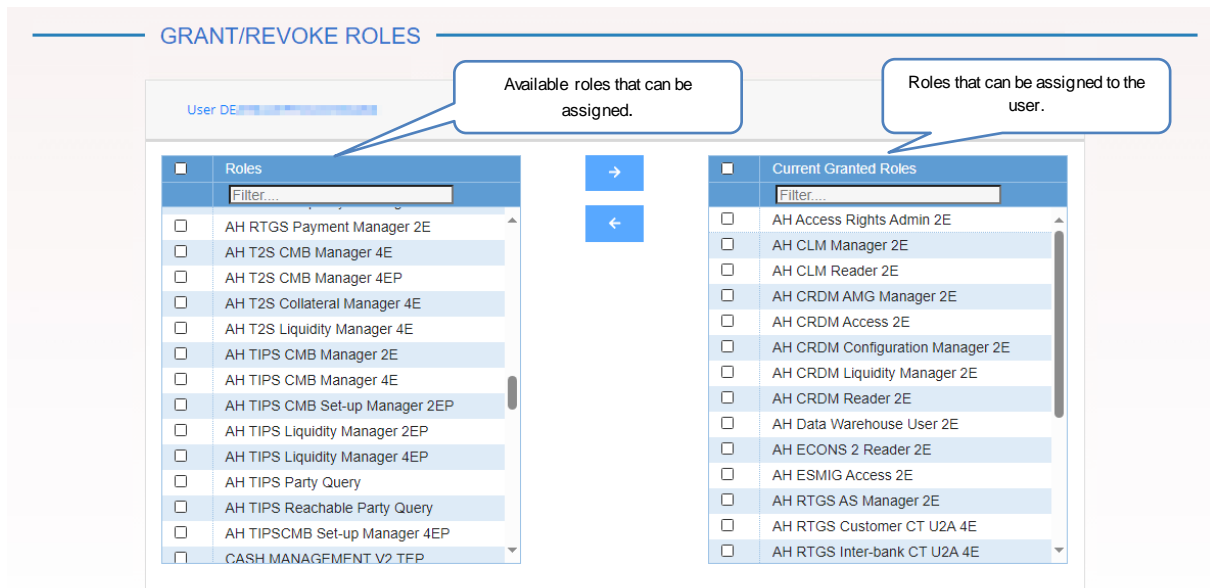 GRANT/REVOKE ROLES
Available roles that can be
assigned.
Roles that can be assigned to the
user.
User DE
Roles
Filter....
AH RTGS Payment Manager 2E
AH T2S CMB Manager 4E
AH T2S CMB Manager 4EP
AH T2S Collateral Manager 4E
AH T2S Liquidity Manager 4E
AH TIPS CMB Manager 2E
AH TIPS CMB Manager 4E
AH TIPS CMB Set-up Manager 2EP
AH TIPS Liquidity Manager 2EP
AH TIPS Liquidity Manager 4EP
AH TIPS Party Query
AH TIPS Reachable Party Query
AH TIPSCMB Set-up Manager 4EP
CASH MANAGEMENT V2 TEP
Current Granted Roles
Filter....
AH Access Rights Admin 2E
AH CLM Manager 2E
AH CLM Reader 2E
AH CRDM AMG Manager 2E
AH CRDM Access 2E
AH CRDM Configuration Manager 2E
AH CRDM Liquidity Manager 2E
AH CRDM Reader 2E
AH Data Warehouse User 2E
AH ECONS 2 Reader 2E
AH ESMIG Access 2E
AH RTGS AS Manager 2E
AH RTGS Customer CT U2A 4E
AH RTGS Inter-bank CT U2A 4E